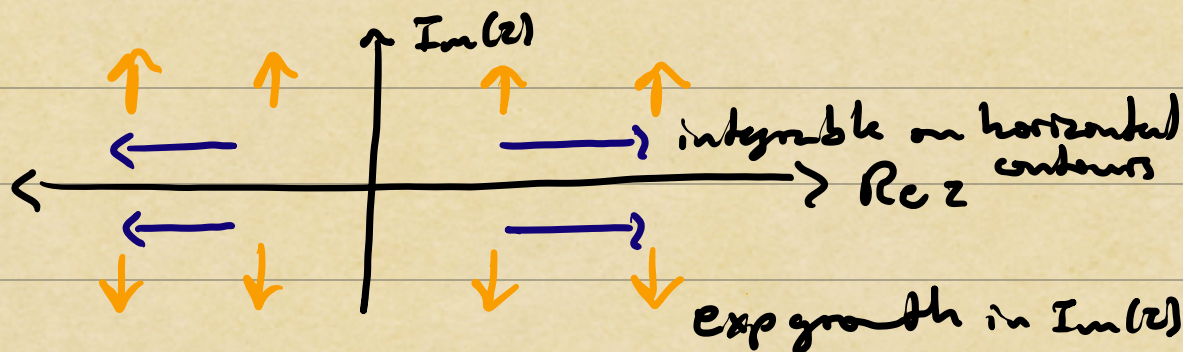 Im(z)
integrable on horizontal
contours
Re z
exp growth in Im(z)